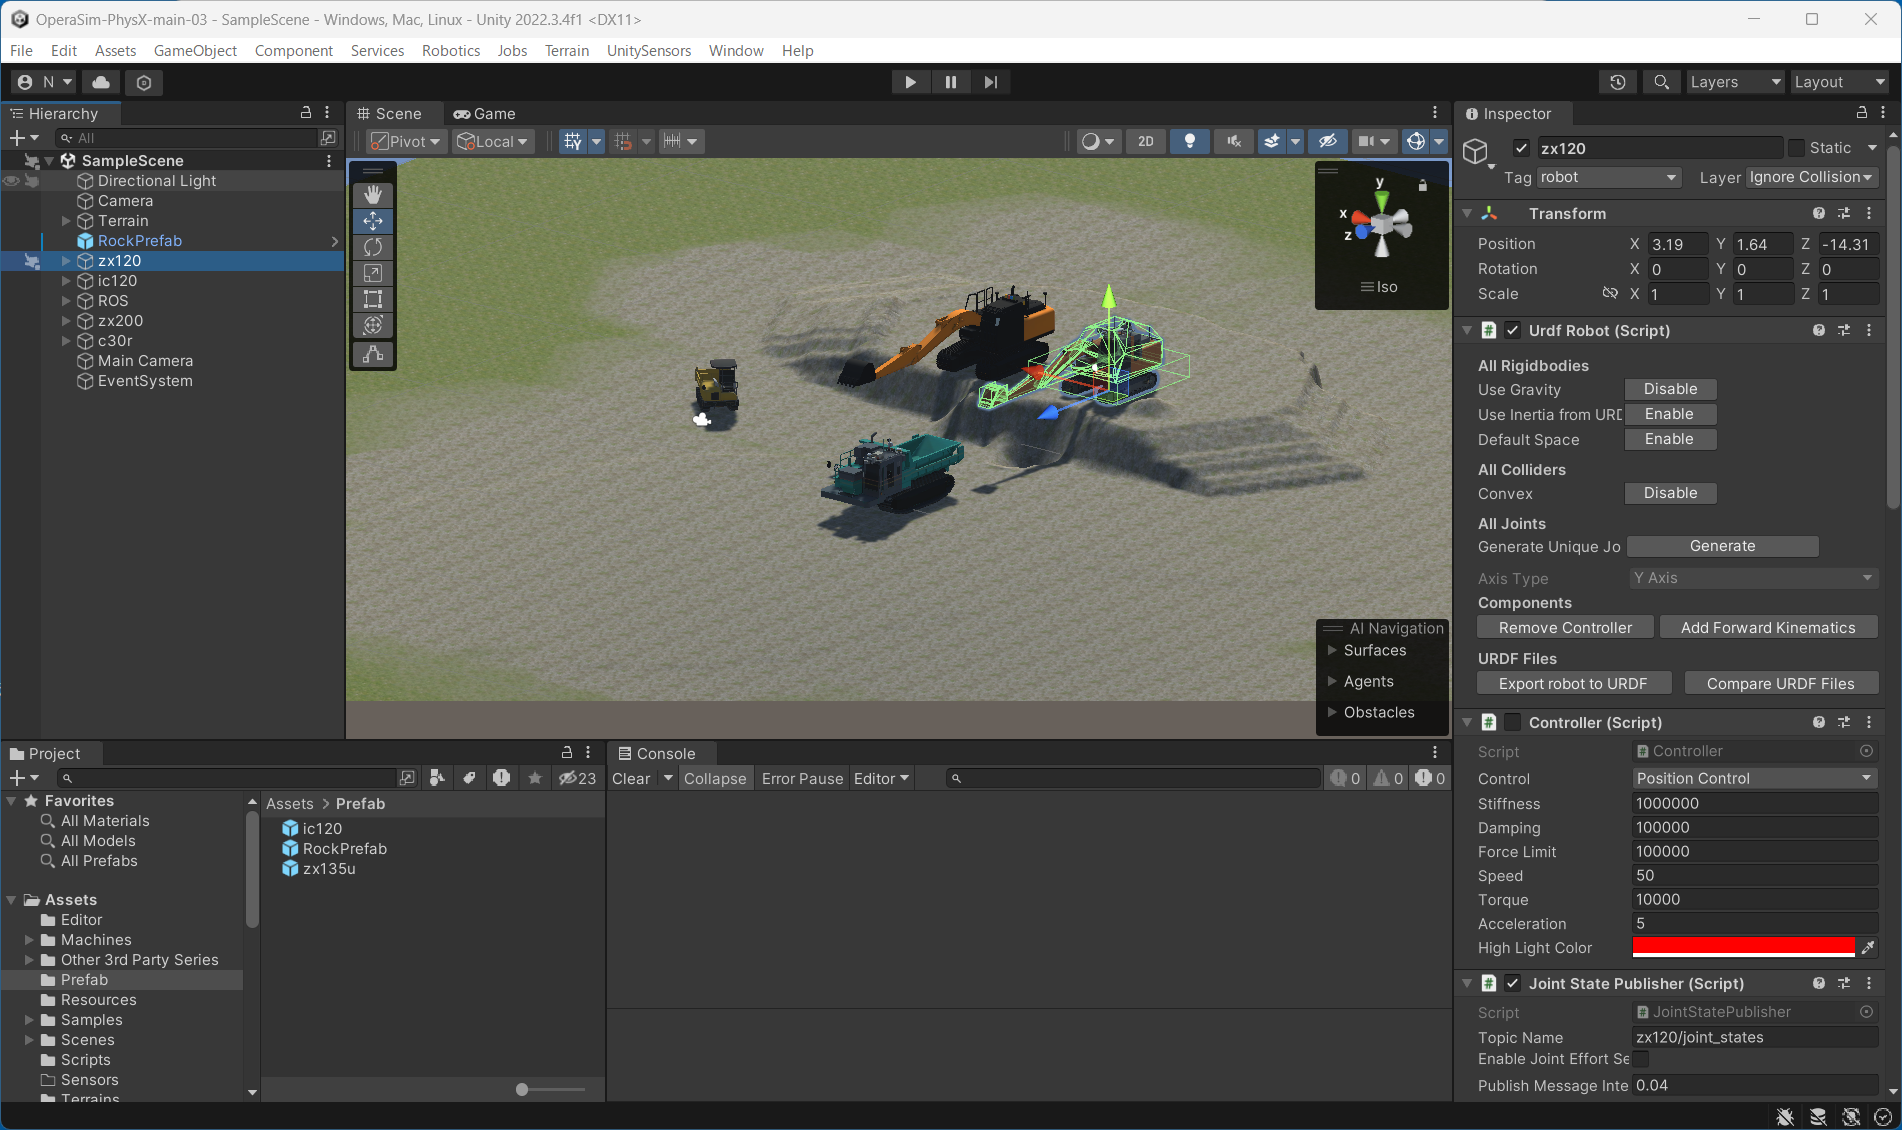 OperaSim-PhysX-main-03 - SampleScene - Windows, Mac, Linux - Unity 2022.3.4f1 <DX11>
File Edit Assets GameObject Component Services Robotics Jobs Terrain UnitySensors Window Help
N
Layers Layout
Hierarchy
All
SampleScene
Directional Light
Camera
Terrain
RockPrefab
zx120
ic120
ROS
zx200
c30r
Main Camera
EventSystem
Scene Game
Pivot Local 2D
y
x
z
Iso
AI Navigation
Surfaces
Agents
Obstacles
Inspector
zx120 Static
Tag robot Layer Ignore Collision
Transform
Position X 3.19 Y 1.64 Z -14.31
Rotation X 0 Y 0 Z 0
Scale X 1 Y 1 Z 1
Urdf Robot (Script)
All Rigidbodies
Use Gravity Disable
Use Inertia from URD Enable
Default Space Enable
All Colliders
Convex Disable
All Joints
Generate Unique Jo Generate
Axis Type Y Axis
Components
Remove Controller Add Forward Kinematics
URDF Files
Export robot to URDF Compare URDF Files
Controller (Script)
Script Controller
Control Position Control
Stiffness 1000000
Damping 100000
Force Limit 100000
Speed 50
Torque 10000
Acceleration 5
High Light Color
Joint State Publisher (Script)
Script JointStatePublisher
Topic Name zx120/joint_states
Enable Joint Effort Se
Publish Message Inte 0.04
Project
23
Favorites
All Materials
All Models
All Prefabs
Assets
Editor
Machines
Other 3rd Party Series
Prefab
Resources
Samples
Scenes
Scripts
Sensors
Terrains
Assets > Prefab
ic120
RockPrefab
zx135u
Console
Clear Collapse Error Pause Editor 0 0 0